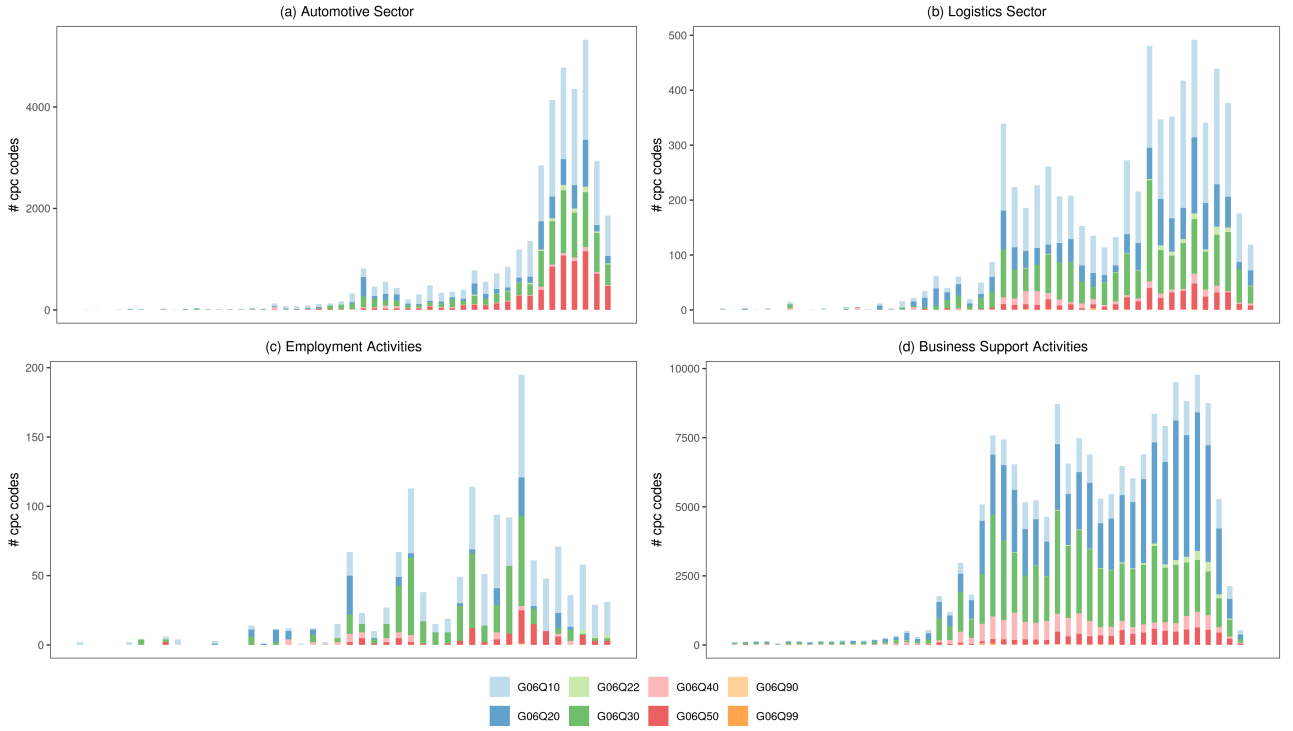 (a) Automotive Sector
(b) Logistics Sector
# cpc codes
4000
2000
0
# cpc codes
500
400
300
200
100
0
(c) Employment Activities
(d) Business Support Activities
# cpc codes
200
150
100
50
0
# cpc codes
10000
7500
5000
2500
0
G06Q10 G06Q22 G06Q40 G06Q90
G06Q20 G06Q30 G06Q50 G06Q99